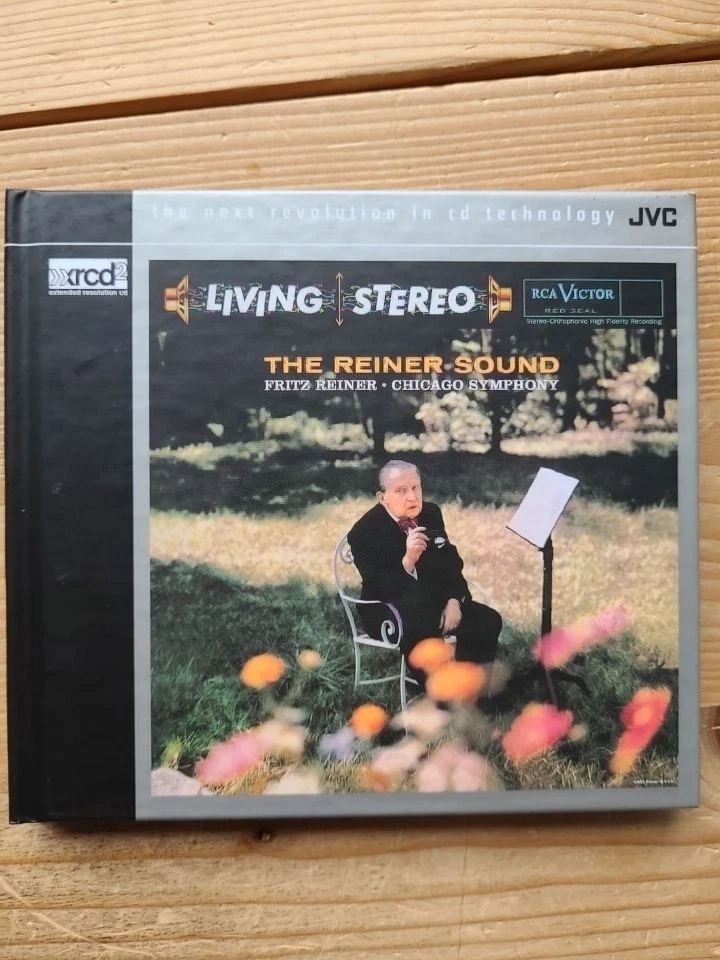 the next revolution in cd technology JVC
xrcd2
extended resolution cd
LIVING STEREO
RCA VICTOR
RED SEAL
Stereo-Orthophonic High Fidelity Recording
THE REINER SOUND
FRITZ REINER • CHICAGO SYMPHONY